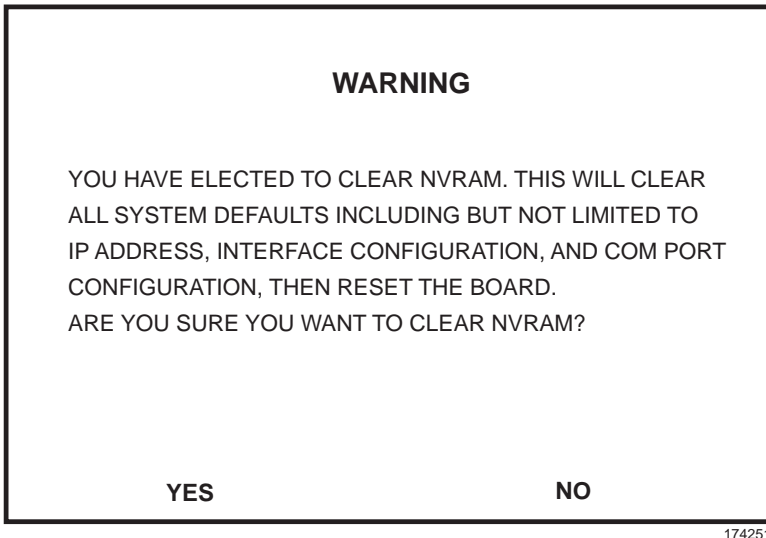 WARNING
YOU HAVE ELECTED TO CLEAR NVRAM. THIS WILL CLEAR
ALL SYSTEM DEFAULTS INCLUDING BUT NOT LIMITED TO
IP ADDRESS, INTERFACE CONFIGURATION, AND COM PORT
CONFIGURATION, THEN RESET THE BOARD.
ARE YOU SURE YOU WANT TO CLEAR NVRAM?
YES NO
174251